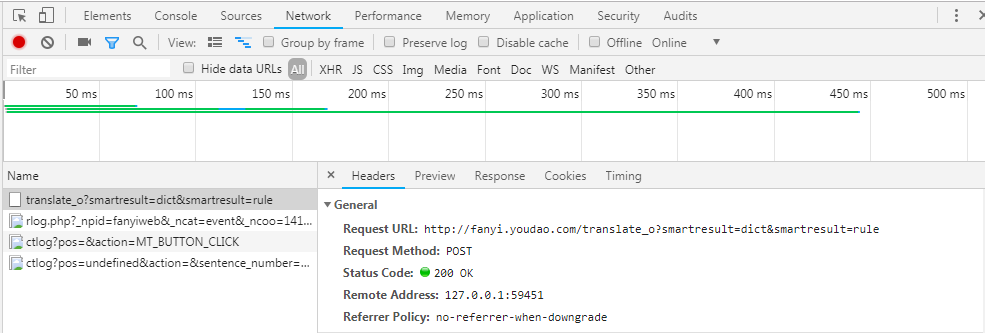 Elements Console Sources Network Performance Memory Application Security Audits
View: Group by frame Preserve log Disable cache Offline Online
Filter Hide data URLs All XHR JS CSS Img Media Font Doc WS Manifest Other
50 ms 100 ms 150 ms 200 ms 250 ms 300 ms 350 ms 400 ms 450 ms 500 ms
Name
translate_o?smartresult=dict&smartresult=rule
rlog.php?_npid=fanyiweb&_ncat=event&_ncoo=141...
ctlog?pos=&action=MT_BUTTON_CLICK
ctlog?pos=undefined&action=&sentence_number=...
× Headers Preview Response Cookies Timing
General
Request URL: http://fanyi.youdao.com/translate_o?smartresult=dict&smartresult=rule
Request Method: POST
Status Code: 200 OK
Remote Address: 127.0.0.1:59451
Referrer Policy: no-referrer-when-downgrade